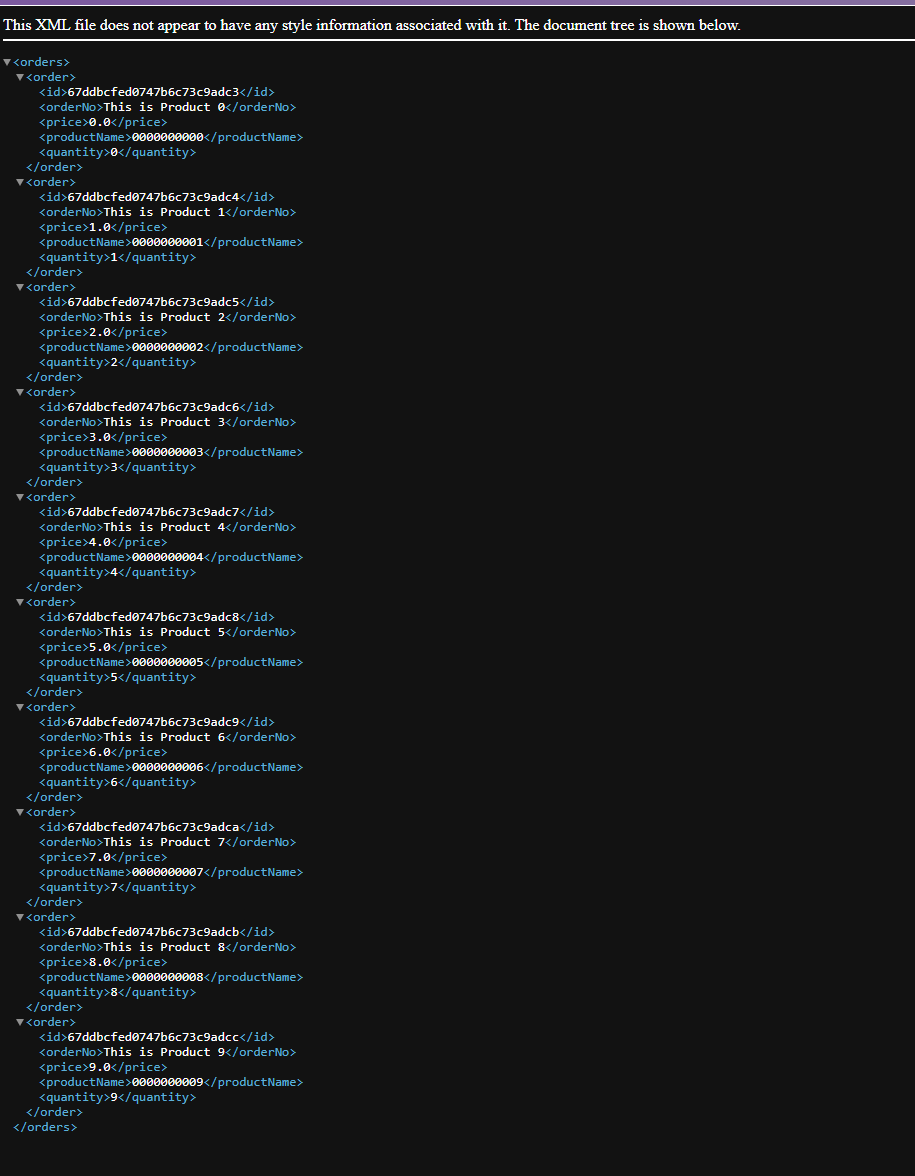 This XML file does not appear to have any style information associated with it. The document tree is shown below.
▼<orders>
▼<order>
<id>67ddbcfed0747b6c73c9adc3</id>
<orderNo>This is Product 0</orderNo>
<price>0.0</price>
<productName>0000000000</productName>
<quantity>0</quantity>
</order>
▼<order>
<id>67ddbcfed0747b6c73c9adc4</id>
<orderNo>This is Product 1</orderNo>
<price>1.0</price>
<productName>0000000001</productName>
<quantity>1</quantity>
</order>
▼<order>
<id>67ddbcfed0747b6c73c9adc5</id>
<orderNo>This is Product 2</orderNo>
<price>2.0</price>
<productName>0000000002</productName>
<quantity>2</quantity>
</order>
▼<order>
<id>67ddbcfed0747b6c73c9adc6</id>
<orderNo>This is Product 3</orderNo>
<price>3.0</price>
<productName>0000000003</productName>
<quantity>3</quantity>
</order>
▼<order>
<id>67ddbcfed0747b6c73c9adc7</id>
<orderNo>This is Product 4</orderNo>
<price>4.0</price>
<productName>0000000004</productName>
<quantity>4</quantity>
</order>
▼<order>
<id>67ddbcfed0747b6c73c9adc8</id>
<orderNo>This is Product 5</orderNo>
<price>5.0</price>
<productName>0000000005</productName>
<quantity>5</quantity>
</order>
▼<order>
<id>67ddbcfed0747b6c73c9adc9</id>
<orderNo>This is Product 6</orderNo>
<price>6.0</price>
<productName>0000000006</productName>
<quantity>6</quantity>
</order>
▼<order>
<id>67ddbcfed0747b6c73c9adca</id>
<orderNo>This is Product 7</orderNo>
<price>7.0</price>
<productName>0000000007</productName>
<quantity>7</quantity>
</order>
▼<order>
<id>67ddbcfed0747b6c73c9adcb</id>
<orderNo>This is Product 8</orderNo>
<price>8.0</price>
<productName>0000000008</productName>
<quantity>8</quantity>
</order>
▼<order>
<id>67ddbcfed0747b6c73c9adcc</id>
<orderNo>This is Product 9</orderNo>
<price>9.0</price>
<productName>0000000009</productName>
<quantity>9</quantity>
</order>
</orders>